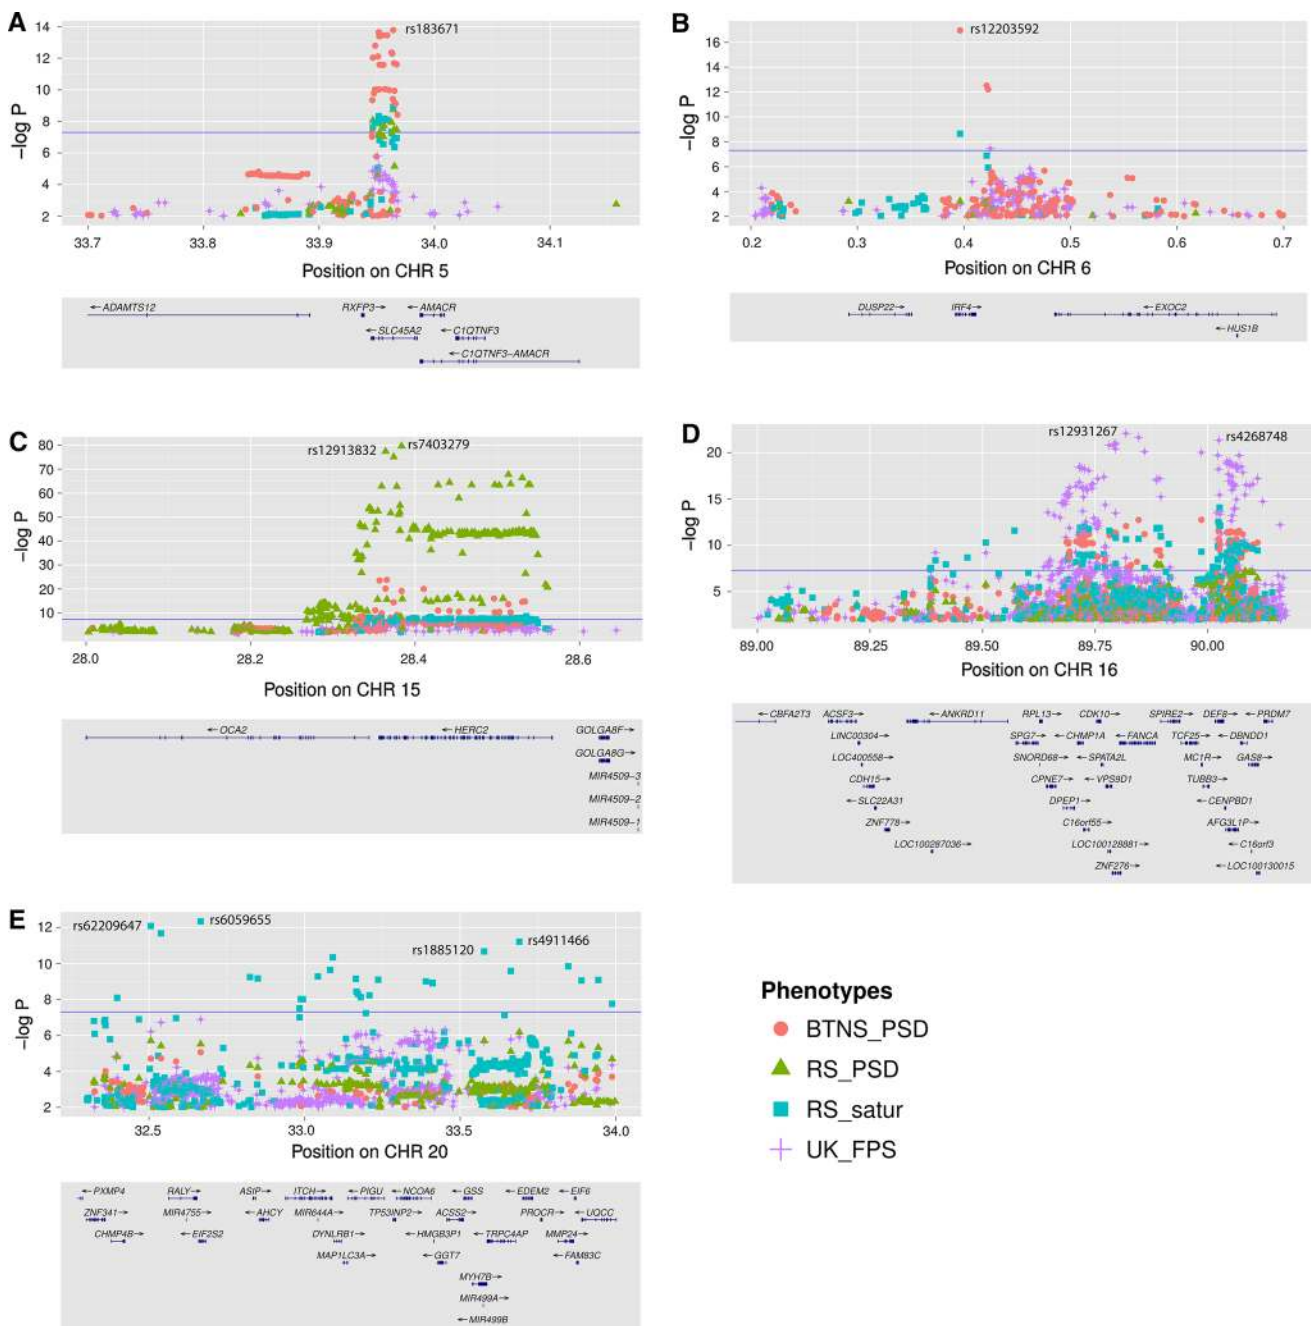 A
14
12
10
8
6
4
2
−log P
rs183671
33.7 33.8 33.9 34.0 34.1
Position on CHR 5
←ADAMTS12 RXFP3→ ←AMACR
←SLC45A2 ←C1QTNF3
←C1QTNF3−AMACR
B
16
14
12
10
8
6
4
2
−log P
rs12203592
0.2 0.3 0.4 0.5 0.6 0.7
Position on CHR 6
DUSP22→ IRF4→ ←EXOC2
←HUS1B
C
80
70
60
50
40
30
20
10
−log P
rs12913832 rs7403279
28.0 28.2 28.4 28.6
Position on CHR 15
←OCA2 ←HERC2 GOLGA8F→
GOLGA8G→
MIR4509−3
MIR4509−2
MIR4509−1
D
20
15
10
5
−log P
rs12931267 rs4268748
89.00 89.25 89.50 89.75 90.00
Position on CHR 16
←CBFA2T3 ACSF3→ ←ANKRD11 RPL13→ CDK10→ SPIRE2→ DEF8→ ←PRDM7
LINC00304→ SPG7→ ←CHMP1A ←FANCA TCF25→ ←DBNDD1
LOC400558→ SNORD68→ ←SPATA2L MC1R→ GAS8→
CDH15→ CPNE7→ ←VPS9D1 TUBB3→
←SLC22A31 DPEP1→ ←CENPBD1
ZNF778→ C16orf55→ AFG3L1P→
LOC100287036→ LOC100128881→ ←C16orf3
ZNF276→ ←LOC100130015
E
12
10
8
6
4
2
−log P
rs62209647 rs6059655 rs1885120 rs4911466
32.5 33.0 33.5 34.0
Position on CHR 20
←PXMP4 RALY→ ASIP→ ITCH→ ←PIGU ←NCOA6 ←GSS ←EDEM2 ←EIF6
ZNF341→ MIR4755→ ←AHCY MIR644A→ TP53INP2→ ACSS2→ PROCR→ ←UQCC
CHMP4B→ ←EIF2S2 DYNLRB1→ ←HMGB3P1 ←TRPC4AP MMP24→
MAP1LC3A→ ←GGT7 ←FAM83C
MYH7B→
MIR499A→
←MIR499B
Phenotypes
BTNS_PSD
RS_PSD
RS_satur
UK_FPS